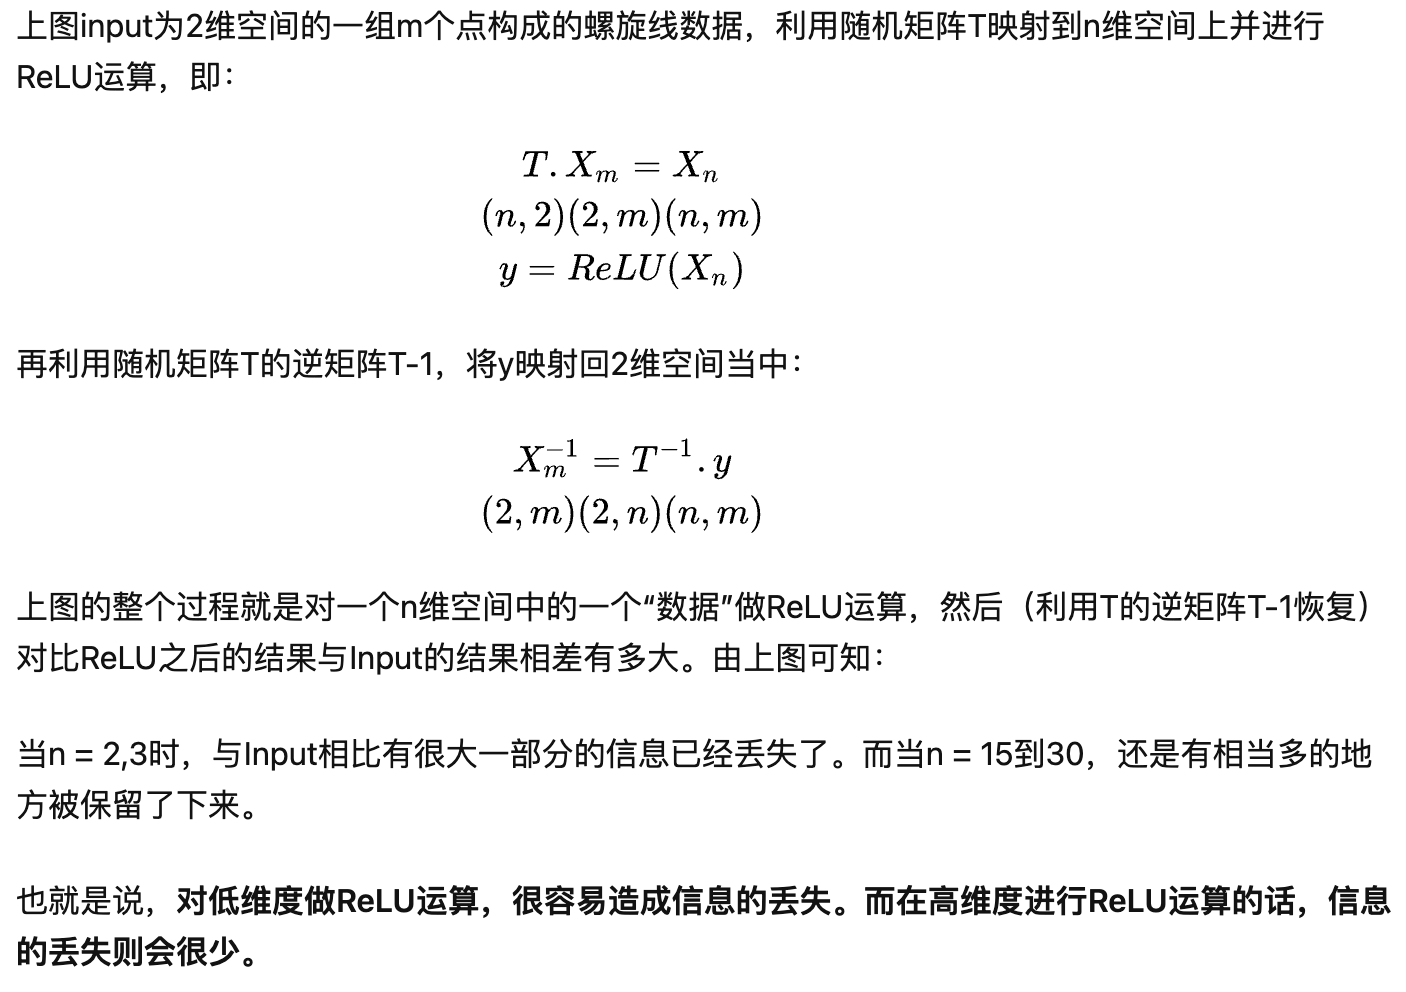 上图input为2维空间的一组m个点构成的螺旋线数据，利用随机矩阵T映射到n维空间上并进行
ReLU运算，即：
T.X_m = X_n
(n,2)(2,m)(n,m)
y = ReLU(X_n)
再利用随机矩阵T的逆矩阵T-1，将y映射回2维空间当中：
X_m^{-1} = T^{-1}.y
(2,m)(2,n)(n,m)
上图的整个过程就是对一个n维空间中的一个“数据”做ReLU运算，然后（利用T的逆矩阵T-1恢复）
对比ReLU之后的结果与Input的结果相差有多大。由上图可知：
当n = 2,3时，与Input相比有很大一部分的信息已经丢失了。而当n = 15到30，还是有相当多的地
方被保留了下来。
也就是说，对低维度做ReLU运算，很容易造成信息的丢失。而在高维度进行ReLU运算的话，信息
的丢失则会很少。